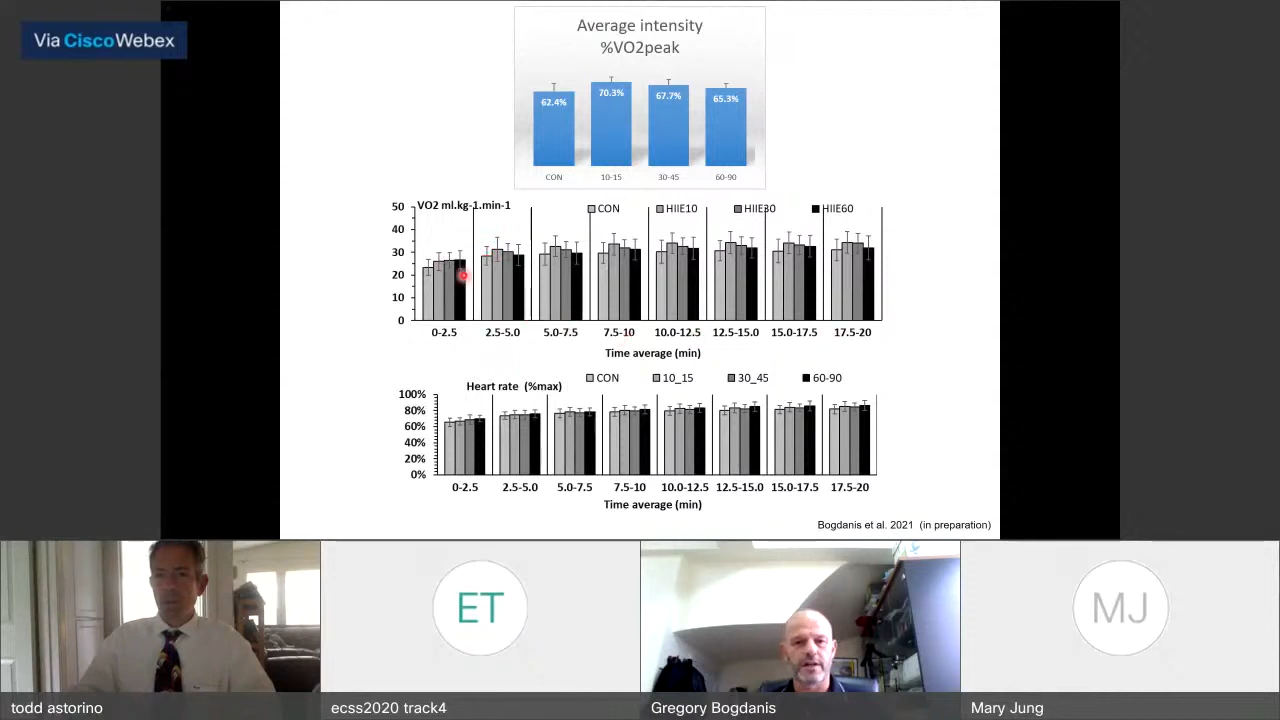 Via Cisco Webex
Average intensity
%VO2peak
62.4%
70.3%
67.7%
65.3%
CON
10-15
30-45
60-90
VO2 ml.kg-1.min-1
CON
HIIE10
HIIE30
HIIE60
50
40
30
20
10
0
0-2.5
2.5-5.0
5.0-7.5
7.5-10
10.0-12.5
12.5-15.0
15.0-17.5
17.5-20
Time average (min)
Heart rate (%max)
CON
10_15
30_45
60-90
100%
80%
60%
40%
20%
0%
0-2.5
2.5-5.0
5.0-7.5
7.5-10
10.0-12.5
12.5-15.0
15.0-17.5
17.5-20
Time average (min)
Bogdanis et al. 2021 (in preparation)
ET
MJ
todd astorino
ecss2020 track4
Gregory Bogdanis
Mary Jung